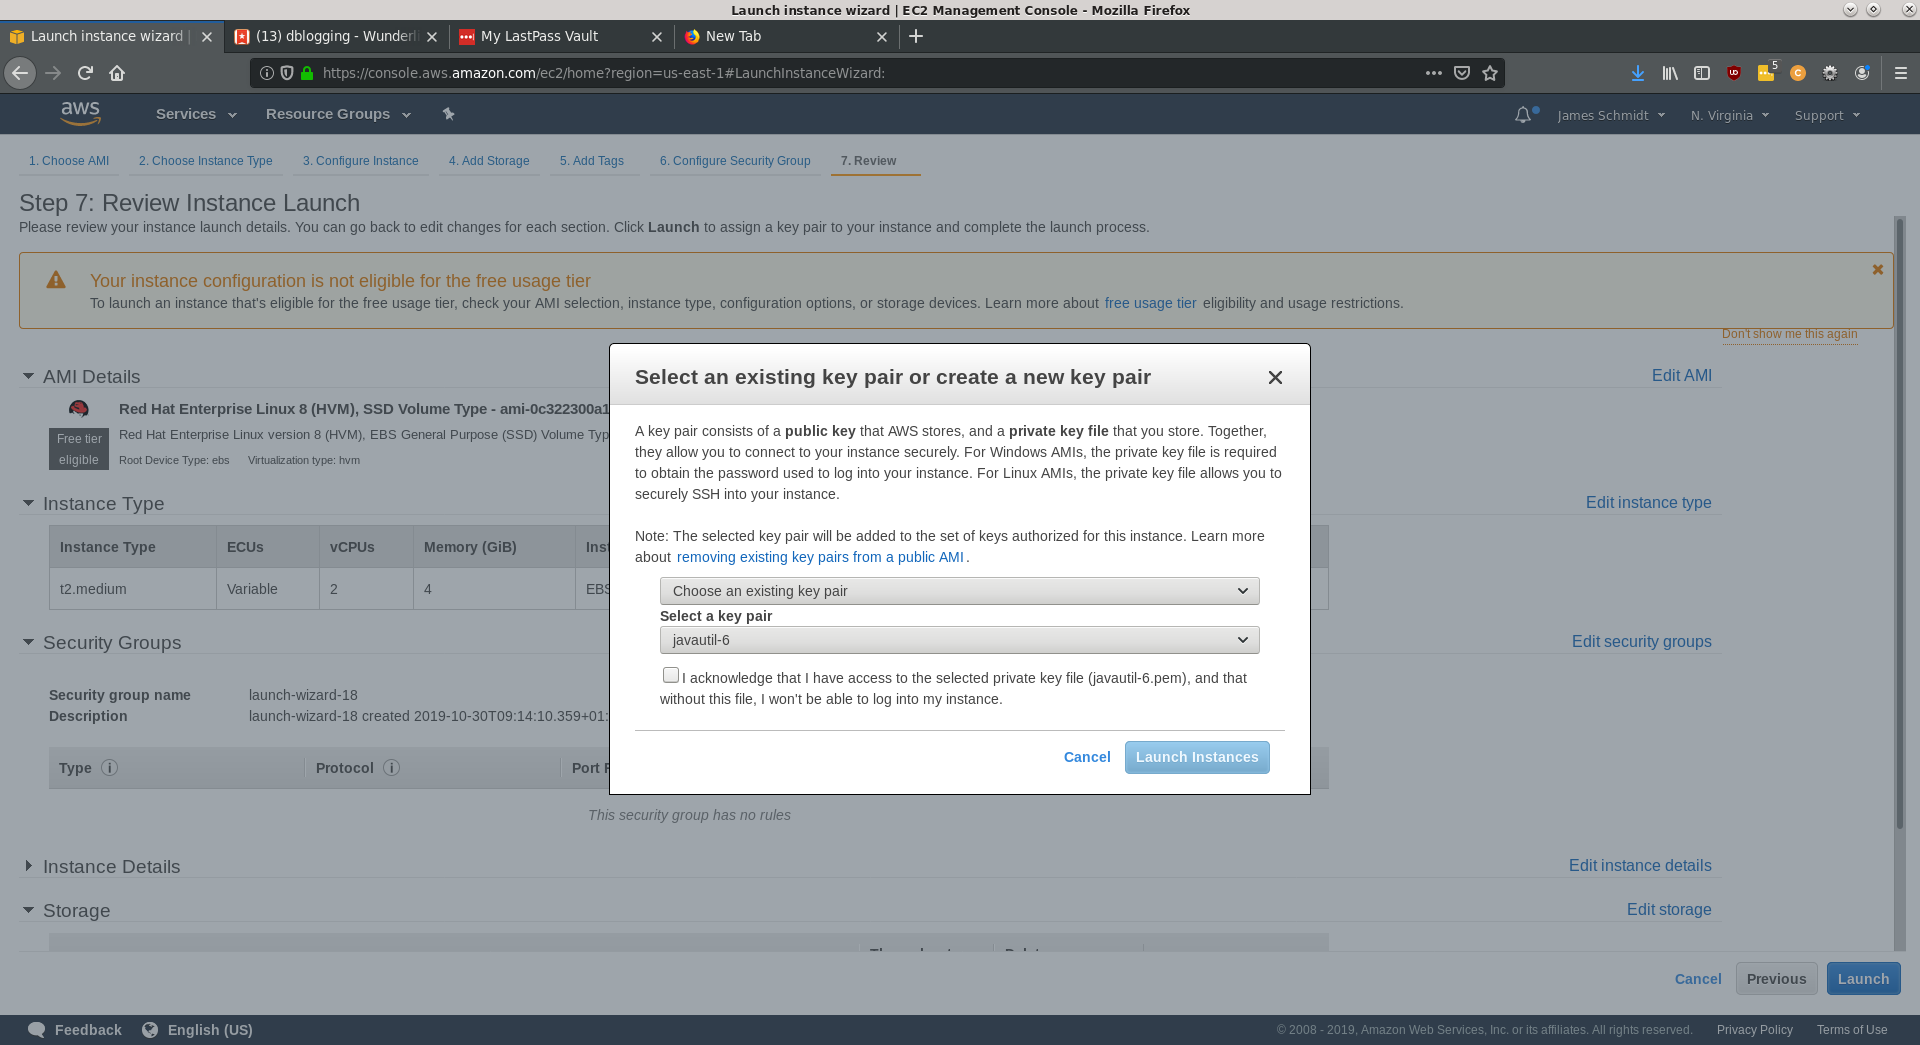 Launch instance wizard | EC2 Management Console - Mozilla Firefox
Launch instance wizard |
(13) dblogging - Wunderli
My LastPass Vault
New Tab
https://console.aws.amazon.com/ec2/home?region=us-east-1#LaunchInstanceWizard:
5
aws
Services
Resource Groups
James Schmidt
N. Virginia
Support
1. Choose AMI
2. Choose Instance Type
3. Configure Instance
4. Add Storage
5. Add Tags
6. Configure Security Group
7. Review
Step 7: Review Instance Launch
Please review your instance launch details. You can go back to edit changes for each section. Click Launch to assign a key pair to your instance and complete the launch process.
Your instance configuration is not eligible for the free usage tier
To launch an instance that's eligible for the free usage tier, check your AMI selection, instance type, configuration options, or storage devices. Learn more about free usage tier eligibility and usage restrictions.
Don't show me this again
AMI Details
Edit AMI
Red Hat Enterprise Linux 8 (HVM), SSD Volume Type - ami-0c322300a1
Free tier
eligible
Red Hat Enterprise Linux version 8 (HVM), EBS General Purpose (SSD) Volume Typ
Root Device Type: ebs
Virtualization type: hvm
Instance Type
Edit instance type
Instance Type
ECUs
vCPUs
Memory (GiB)
Inst
t2.medium
Variable
2
4
EBS
Security Groups
Edit security groups
Security group name
launch-wizard-18
Description
launch-wizard-18 created 2019-10-30T09:14:10.359+01:
Type
Protocol
Port
This security group has no rules
Instance Details
Edit instance details
Storage
Edit storage
Select an existing key pair or create a new key pair
A key pair consists of a public key that AWS stores, and a private key file that you store. Together,
they allow you to connect to your instance securely. For Windows AMIs, the private key file is required
to obtain the password used to log into your instance. For Linux AMIs, the private key file allows you to
securely SSH into your instance.
Note: The selected key pair will be added to the set of keys authorized for this instance. Learn more
about removing existing key pairs from a public AMI.
Choose an existing key pair
Select a key pair
javautil-6
I acknowledge that I have access to the selected private key file (javautil-6.pem), and that
without this file, I won't be able to log into my instance.
Cancel
Launch Instances
Cancel
Previous
Launch
Feedback
English (US)
© 2008 - 2019, Amazon Web Services, Inc. or its affiliates. All rights reserved.
Privacy Policy
Terms of Use